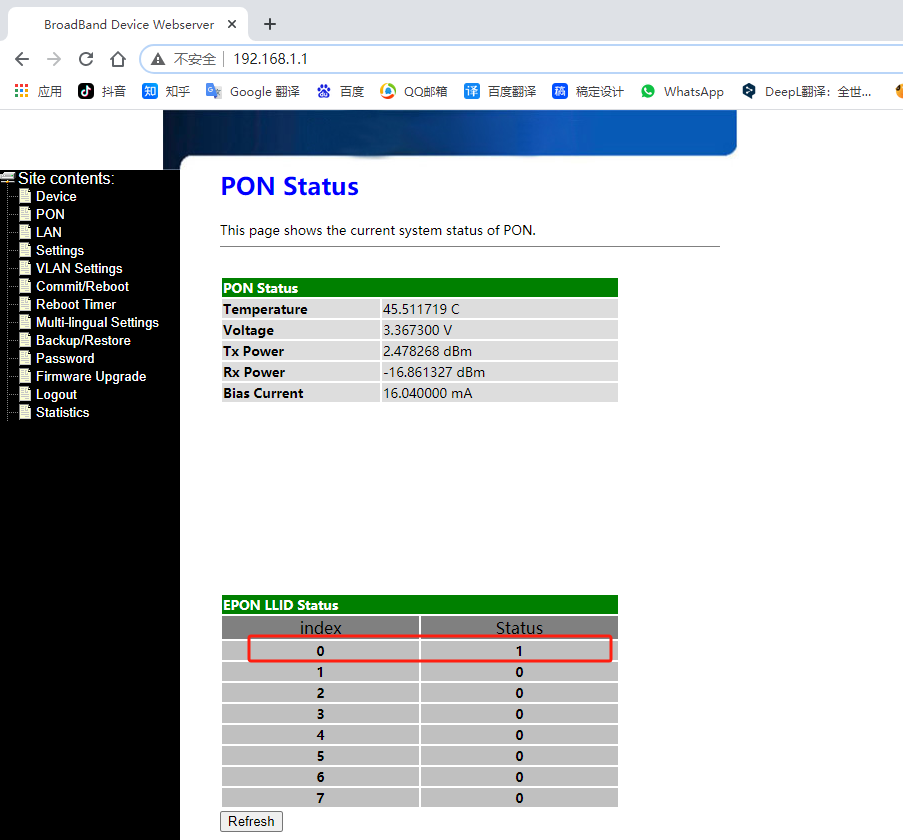 BroadBand Device Webserver
不安全 192.168.1.1
应用 抖音 知 知乎 Google 翻译 百度 QQ邮箱 译 百度翻译 稿 稿定设计 WhatsApp DeepL翻译：全世...
Site contents:
Device
PON
LAN
Settings
VLAN Settings
Commit/Reboot
Reboot Timer
Multi-lingual Settings
Backup/Restore
Password
Firmware Upgrade
Logout
Statistics
PON Status
This page shows the current system status of PON.
PON Status
Temperature 45.511719 C
Voltage 3.367300 V
Tx Power 2.478268 dBm
Rx Power -16.861327 dBm
Bias Current 16.040000 mA
EPON LLID Status
index Status
0 1
1 0
2 0
3 0
4 0
5 0
6 0
7 0
Refresh